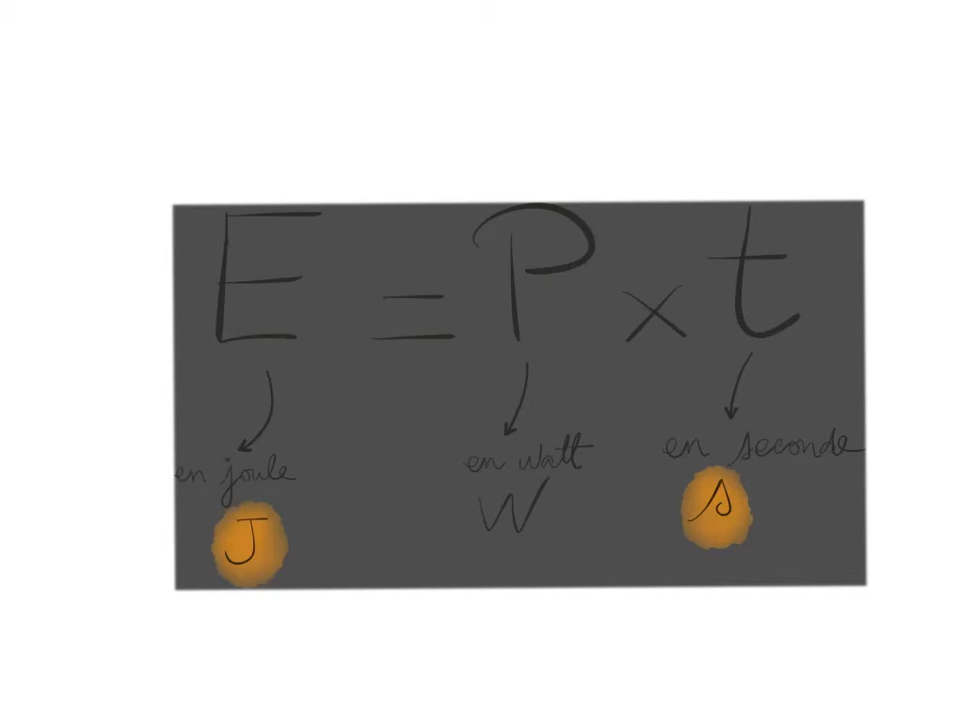 E = P × t
en joule en watt en seconde
J W s